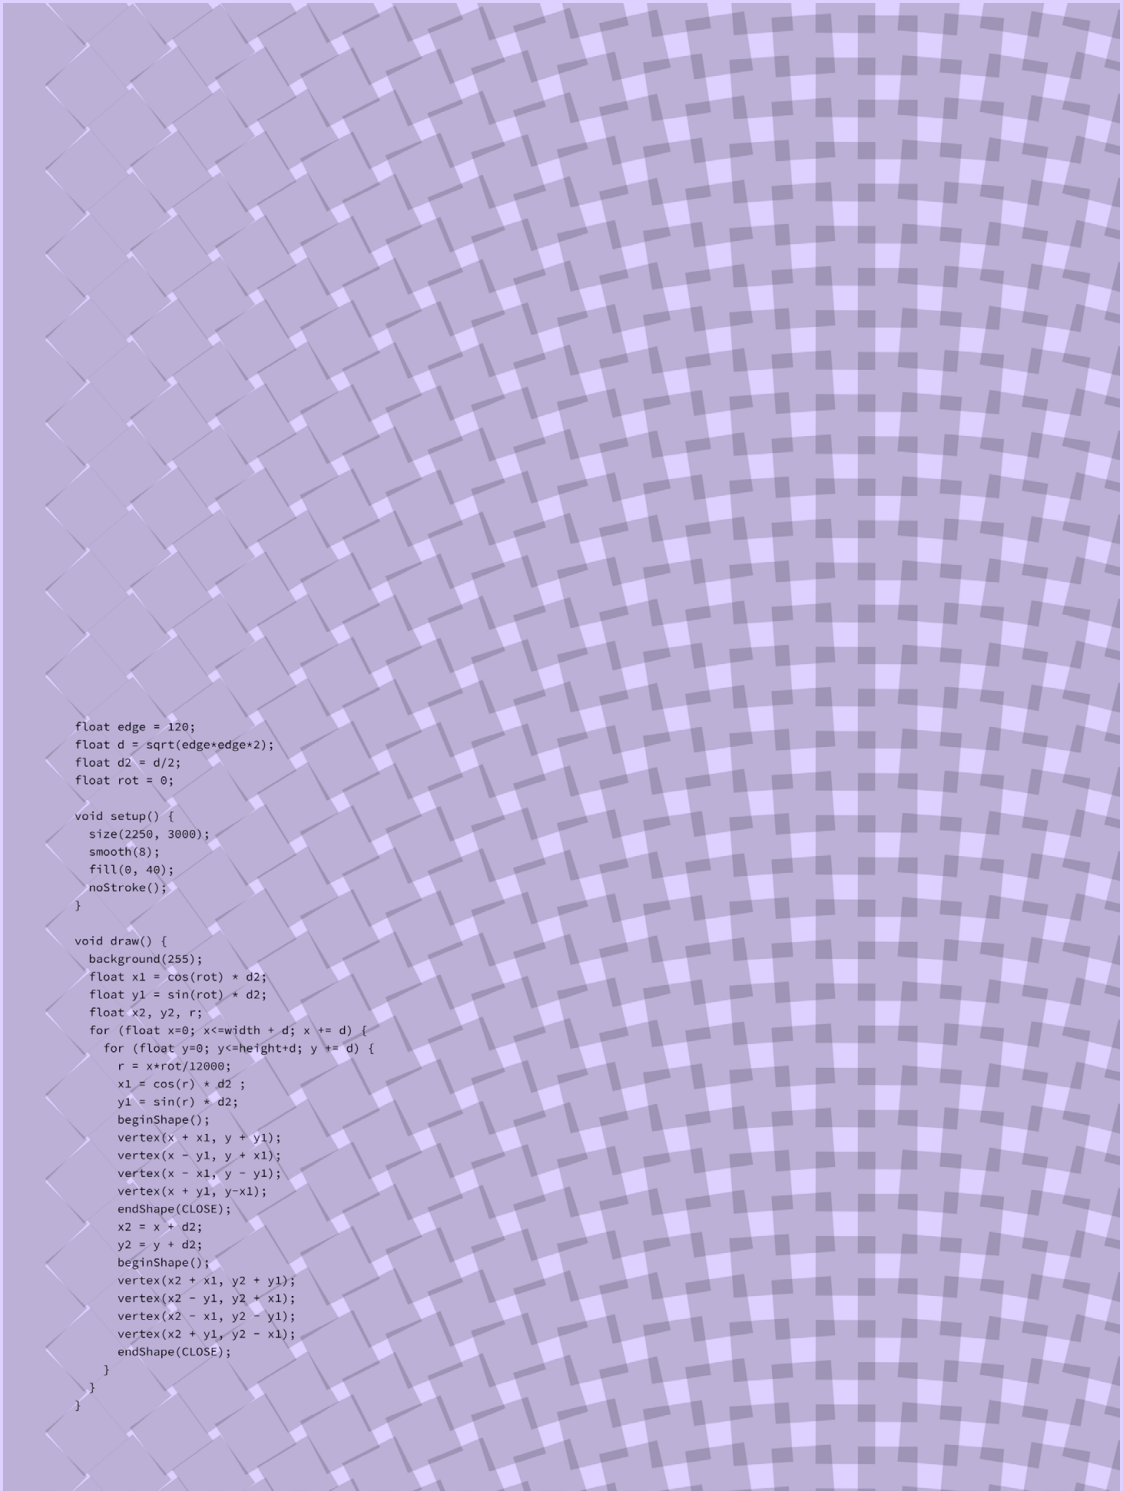 float edge = 120;
float d = sqrt(edge*edge*2);
float d2 = d/2;
float rot = 0;

void setup() {
  size(2250, 3000);
  smooth(8);
  fill(0, 40);
  noStroke();
}

void draw() {
  background(255);
  float x1 = cos(rot) * d2;
  float y1 = sin(rot) * d2;
  float x2, y2, r;
  for (float x=0; x<=width + d; x += d) {
    for (float y=0; y<=height+d; y += d) {
      r = x*rot/12000;
      x1 = cos(r) * d2 ;
      y1 = sin(r) * d2;
      beginShape();
      vertex(x + x1, y + y1);
      vertex(x - y1, y + x1);
      vertex(x - x1, y - y1);
      vertex(x + y1, y-x1);
      endShape(CLOSE);
      x2 = x + d2;
      y2 = y + d2;
      beginShape();
      vertex(x2 + x1, y2 + y1);
      vertex(x2 - y1, y2 + x1);
      vertex(x2 - x1, y2 - y1);
      vertex(x2 + y1, y2 - x1);
      endShape(CLOSE);
    }
  }
}